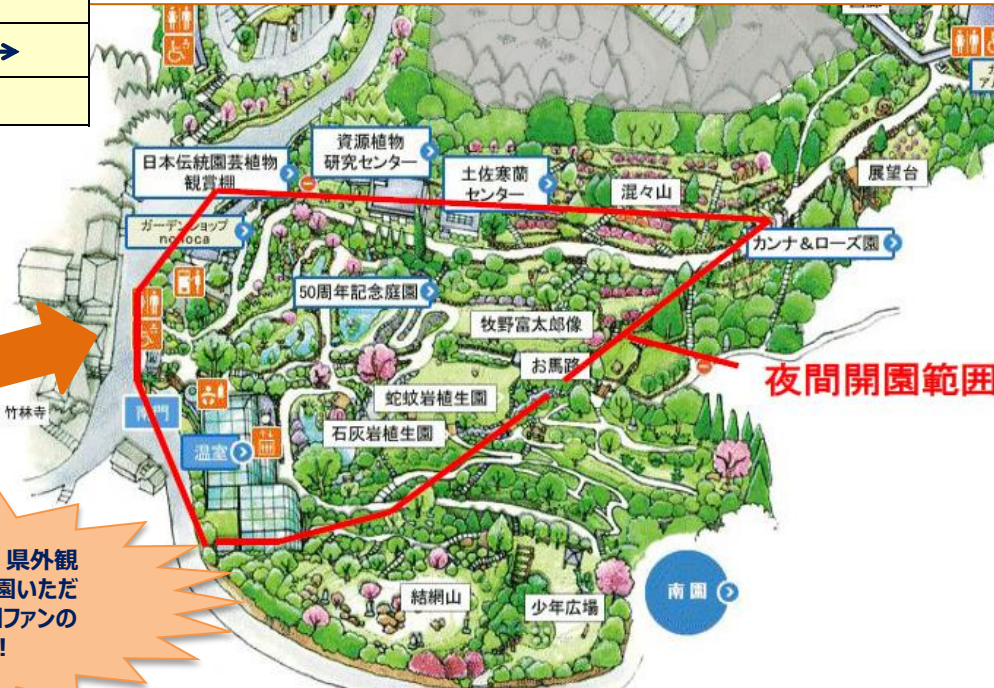 →
資源植物
研究センター
日本伝統園芸植物
観賞棚
土佐寒蘭
センター
混々山
展望台
ガーデンショップ
nonoca
カンナ&ローズ園
50周年記念庭園
牧野富太郎像
お馬路
夜間開園範囲
蛇紋岩植生園
竹林寺
南門
石灰岩植生園
温室
県外観
園いただ
ファンの
!
結網山
少年広場
南園